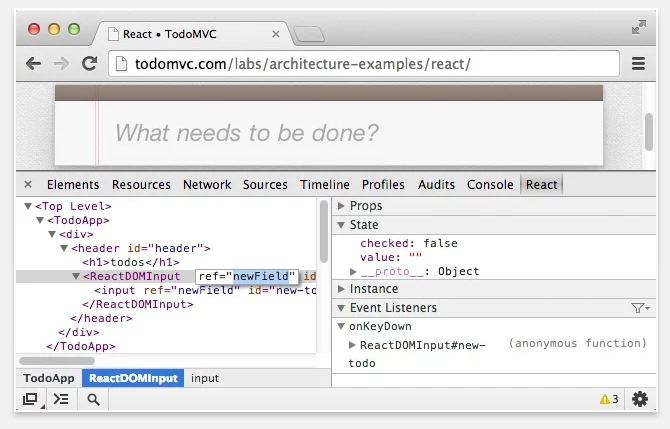 React • TodoMVC
todomvc.com/labs/architecture-examples/react/
What needs to be done?
Elements Resources Network Sources Timeline Profiles Audits Console React
<Top Level>
<TodoApp>
<div>
<header id="header">
<h1>todos</h1>
<ReactDOMInput ref="newField" id
<input ref="newField" id="new-to
</ReactDOMInput>
</header>
</div>
</TodoApp>
TodoApp ReactDOMInput input
Props
State
checked: false
value: ""
__proto__: Object
Instance
Event Listeners
onKeyDown
ReactDOMInput#new- (anonymous function)
todo
3